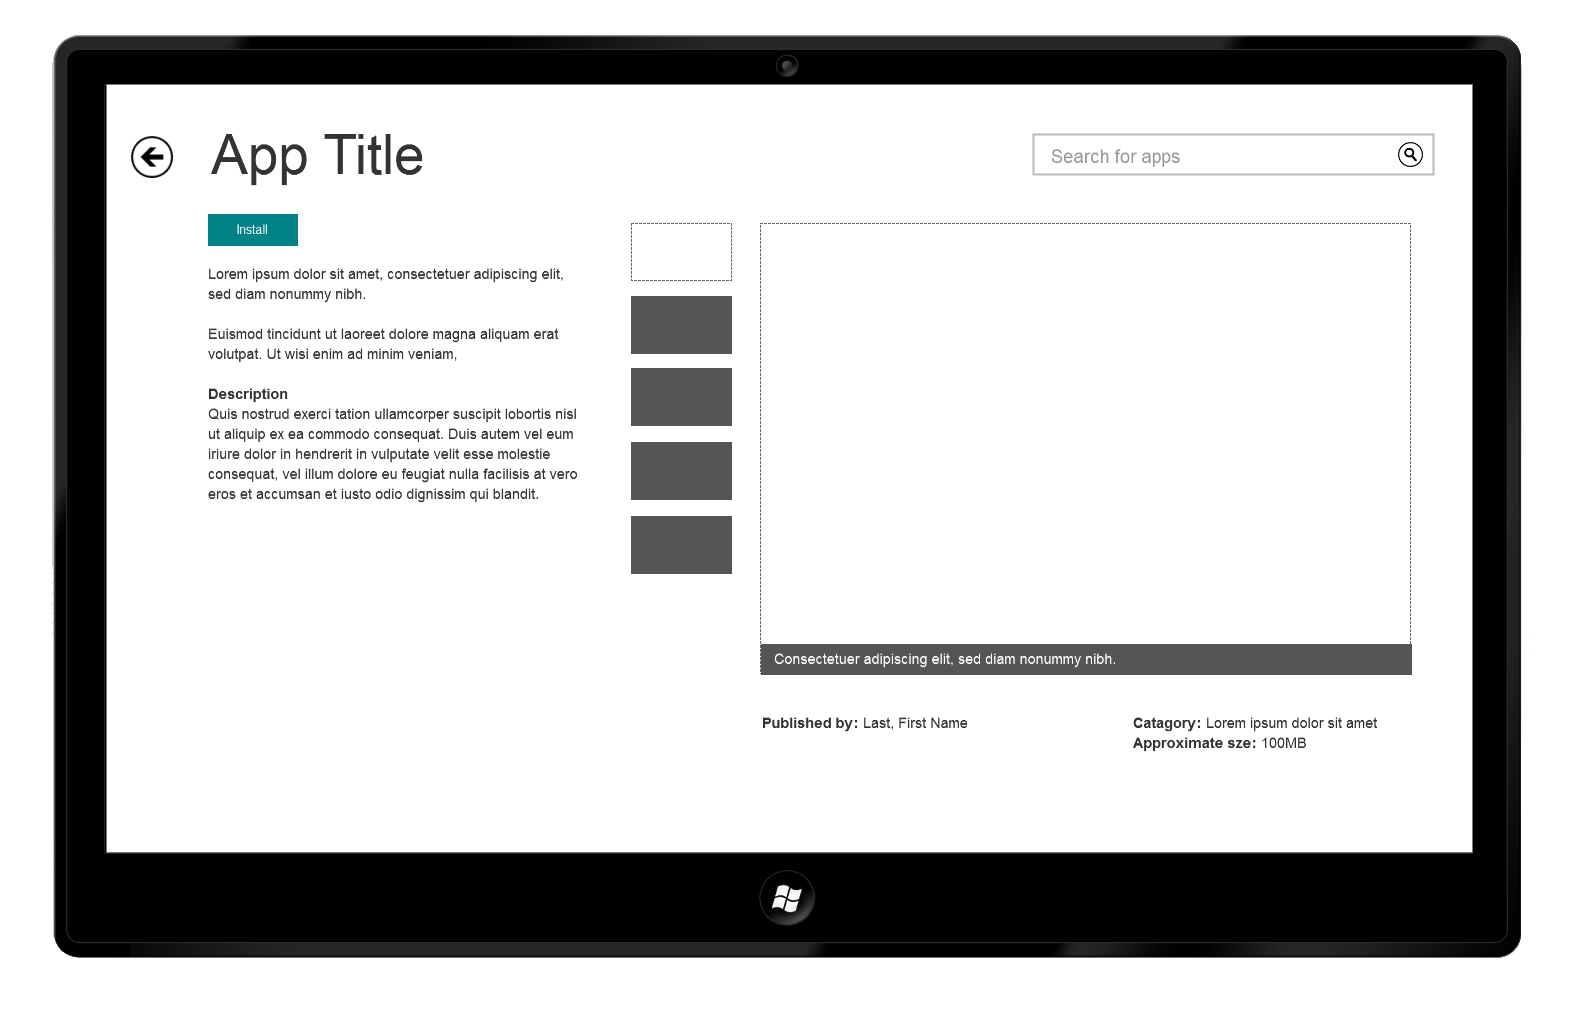 App Title
Search for apps
Install
Lorem ipsum dolor sit amet, consectetuer adipiscing elit,
sed diam nonummy nibh.
Euismod tincidunt ut laoreet dolore magna aliquam erat
volutpat. Ut wisi enim ad minim veniam,
Description
Quis nostrud exerci tation ullamcorper suscipit lobortis nisl
ut aliquip ex ea commodo consequat. Duis autem vel eum
iriure dolor in hendrerit in vulputate velit esse molestie
consequat, vel illum dolore eu feugiat nulla facilisis at vero
eros et accumsan et iusto odio dignissim qui blandit.
Consectetuer adipiscing elit, sed diam nonummy nibh.
Published by: Last, First Name
Catagory: Lorem ipsum dolor sit amet
Approximate sze: 100MB